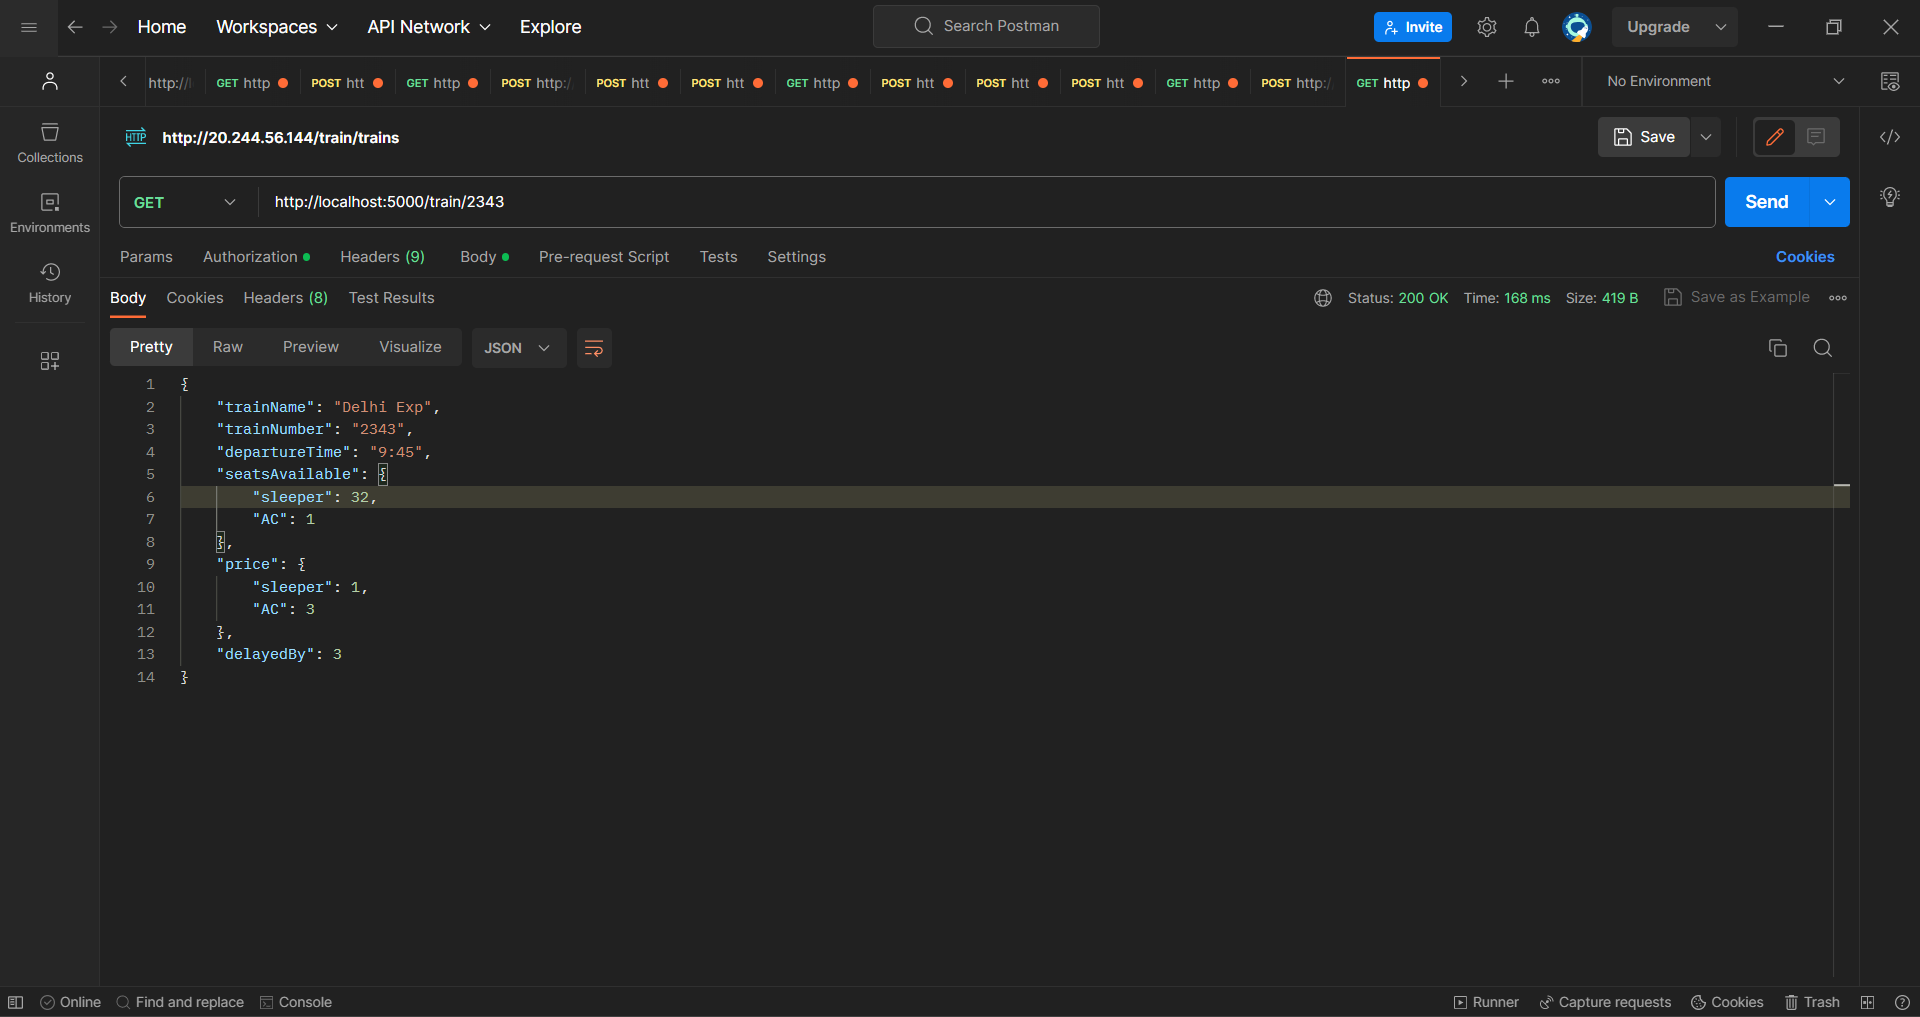 Home Workspaces API Network Explore Search Postman Invite Upgrade
http:// GET http POST htt GET http POST http:/ POST htt POST htt GET http POST htt POST htt POST htt GET http POST http:/ GET http No Environment
HTTP http://20.244.56.144/train/trains Save
Collections
GET http://localhost:5000/train/2343 Send
Environments
Params Authorization Headers (9) Body Pre-request Script Tests Settings Cookies
History
Body Cookies Headers (8) Test Results Status: 200 OK Time: 168 ms Size: 419 B Save as Example
Pretty Raw Preview Visualize JSON
1 {
2 "trainName": "Delhi Exp",
3 "trainNumber": "2343",
4 "departureTime": "9:45",
5 "seatsAvailable": {
6 "sleeper": 32,
7 "AC": 1
8 },
9 "price": {
10 "sleeper": 1,
11 "AC": 3
12 },
13 "delayedBy": 3
14 }
Online Find and replace Console Runner Capture requests Cookies Trash